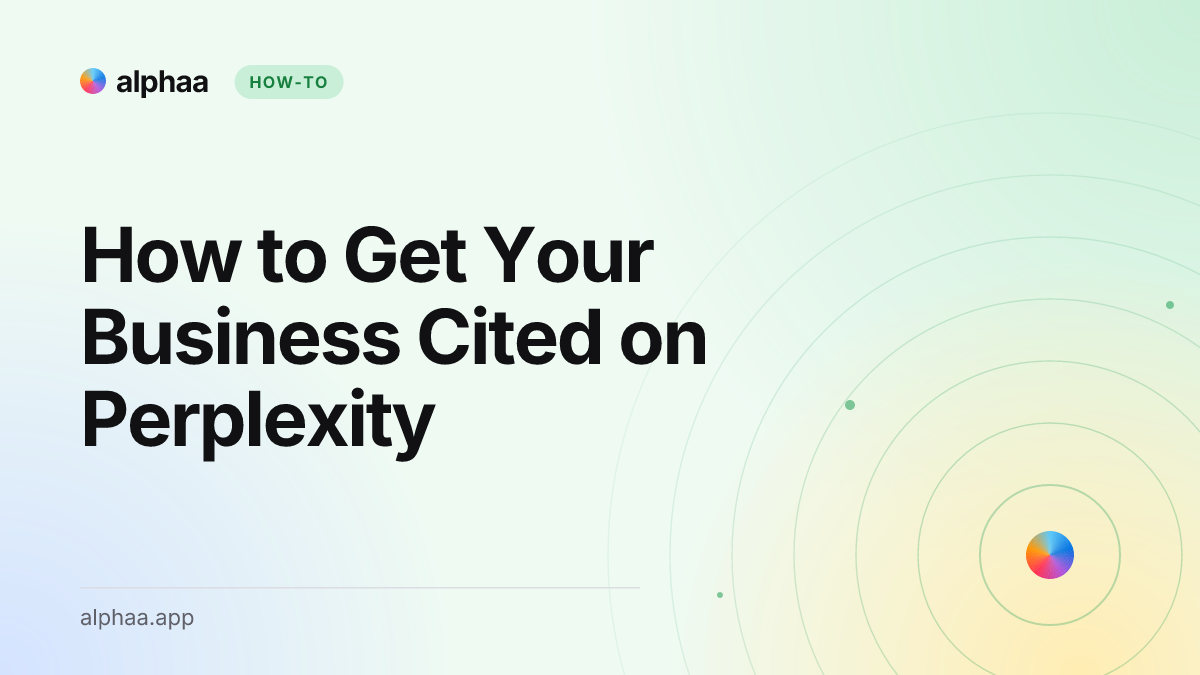 alphaa HOW-TO
How to Get Your
Business Cited on
Perplexity
alphaa.app